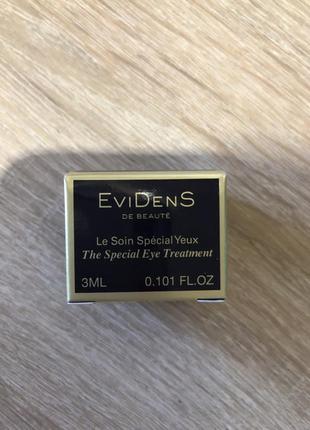 EVIDENS
DE BEAUTÉ
Le Soin Spécial Yeux
The Special Eye Treatment
3ML 0.101 FL.OZ